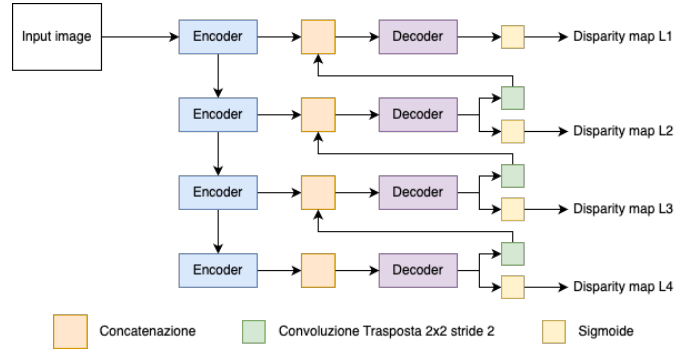 Input image
Encoder
Decoder
Disparity map L1
Encoder
Decoder
Disparity map L2
Encoder
Decoder
Disparity map L3
Encoder
Decoder
Disparity map L4
Concatenazione
Convoluzione Trasposta 2x2 stride 2
Sigmoide